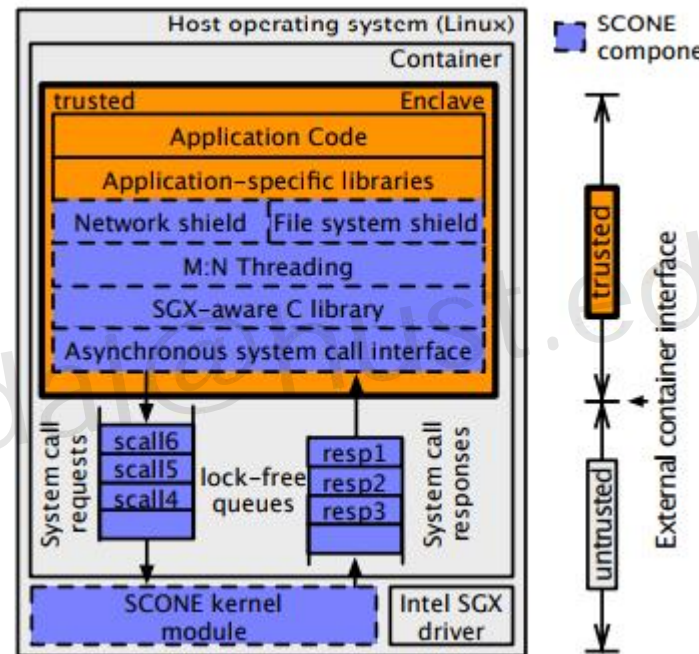 Host operating system (Linux)
Container
trusted Enclave
Application Code
Application-specific libraries
Network shield File system shield
M:N Threading
SGX-aware C library
Asynchronous system call interface
System call requests
scall6
scall5
scall4
lock-free queues
resp1
resp2
resp3
System call responses
SCONE kernel module
Intel SGX driver
SCONE
trusted
untrusted
External container interface